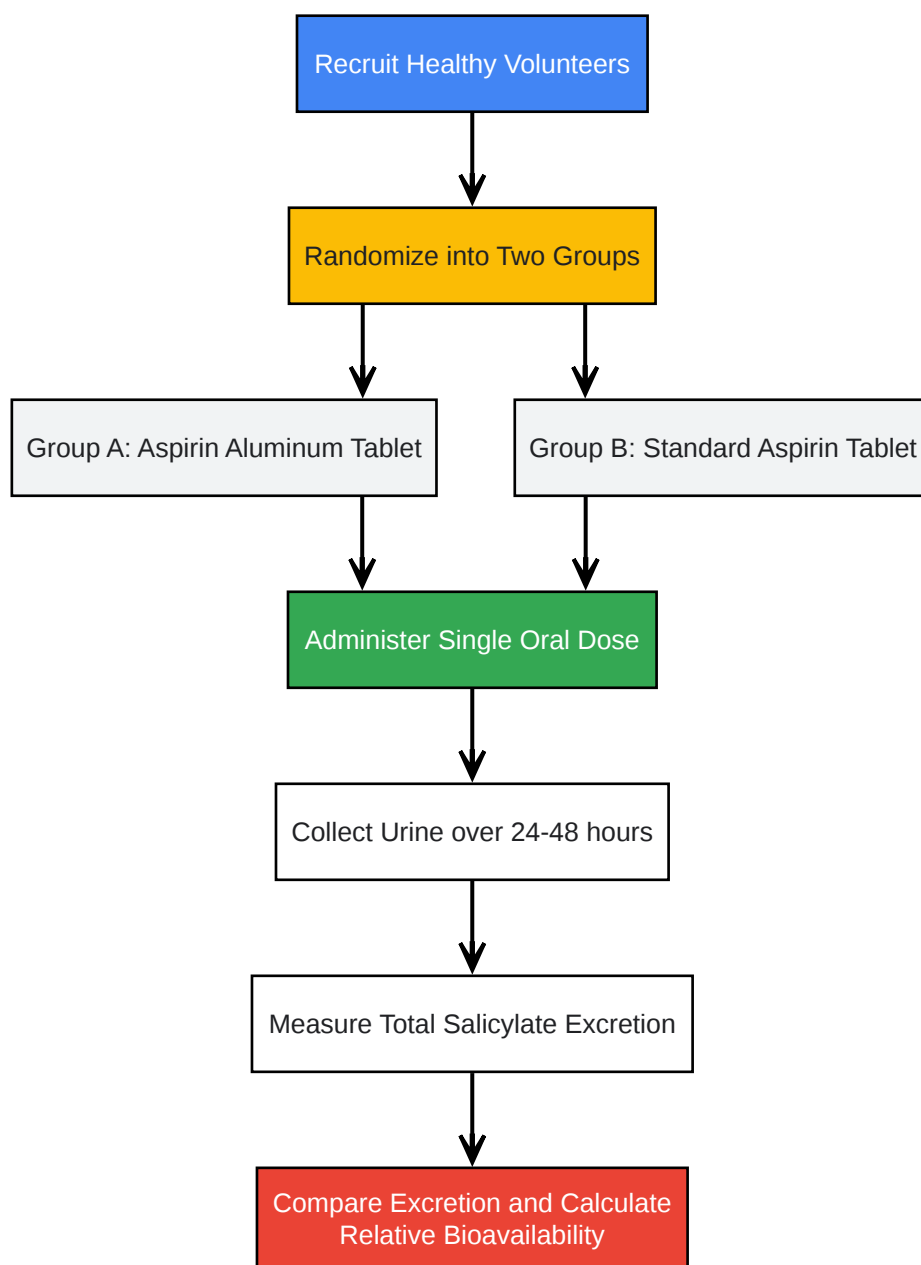 Recruit Healthy Volunteers
Randomize into Two Groups
Group A: Aspirin Aluminum Tablet
Group B: Standard Aspirin Tablet
Administer Single Oral Dose
Collect Urine over 24-48 hours
Measure Total Salicylate Excretion
Compare Excretion and Calculate
Relative Bioavailability